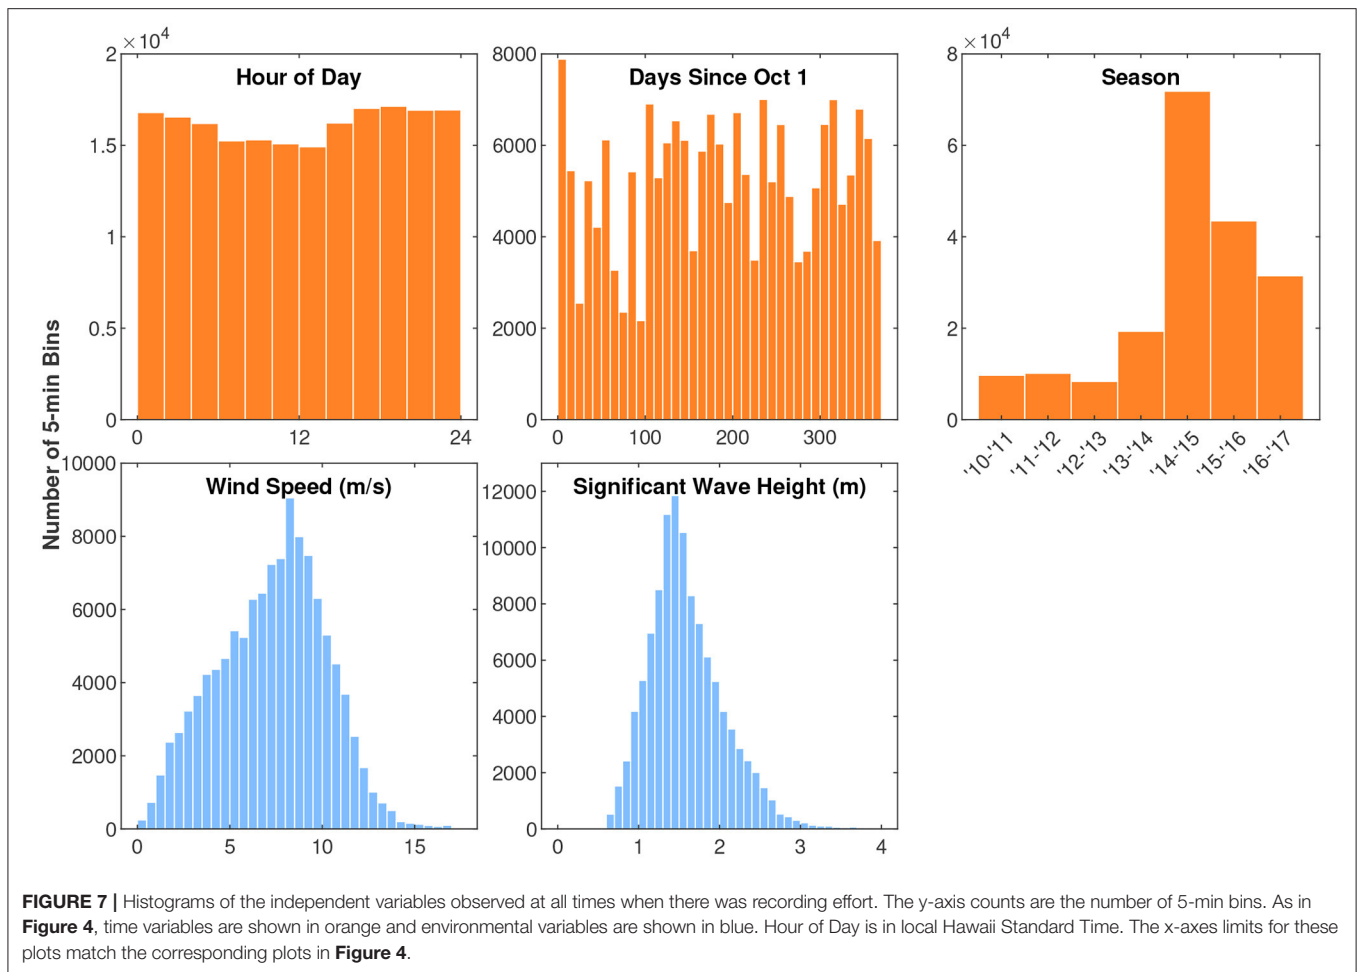 Number of 5-min Bins
×10⁴
Hour of Day
2
1.5
1
0.5
0
0 12 24
Days Since Oct 1
8000
6000
4000
2000
0
0 100 200 300
×10⁴
Season
8
6
4
2
0
'10-'11 '11-'12 '12-'13 '13-'14 '14-'15 '15-'16 '16-'17
Wind Speed (m/s)
10000
8000
6000
4000
2000
0
0 5 10 15
Significant Wave Height (m)
12000
10000
8000
6000
4000
2000
0
0 1 2 3 4
FIGURE 7 | Histograms of the independent variables observed at all times when there was recording effort. The y-axis counts are the number of 5-min bins. As in
Figure 4, time variables are shown in orange and environmental variables are shown in blue. Hour of Day is in local Hawaii Standard Time. The x-axes limits for these
plots match the corresponding plots in Figure 4.